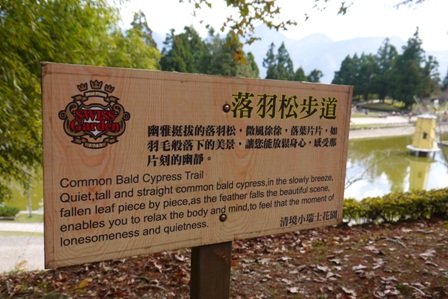 Swiss
Garden
落羽松步道
幽雅挺拔的落羽松，微風徐徐，落葉片片，如
羽毛般落下的美景，讓您能放鬆身心，感受那
片刻的幽靜。
Common Bald Cypress Trail
Quiet,tall and straight common bald cypress,in the slowly breeze,
fallen leaf piece by piece,as the feather falls the beautiful scene,
enables you to relax the body and mind,to feel that the moment of
lonesomeness and quietness.
清境小瑞士花園